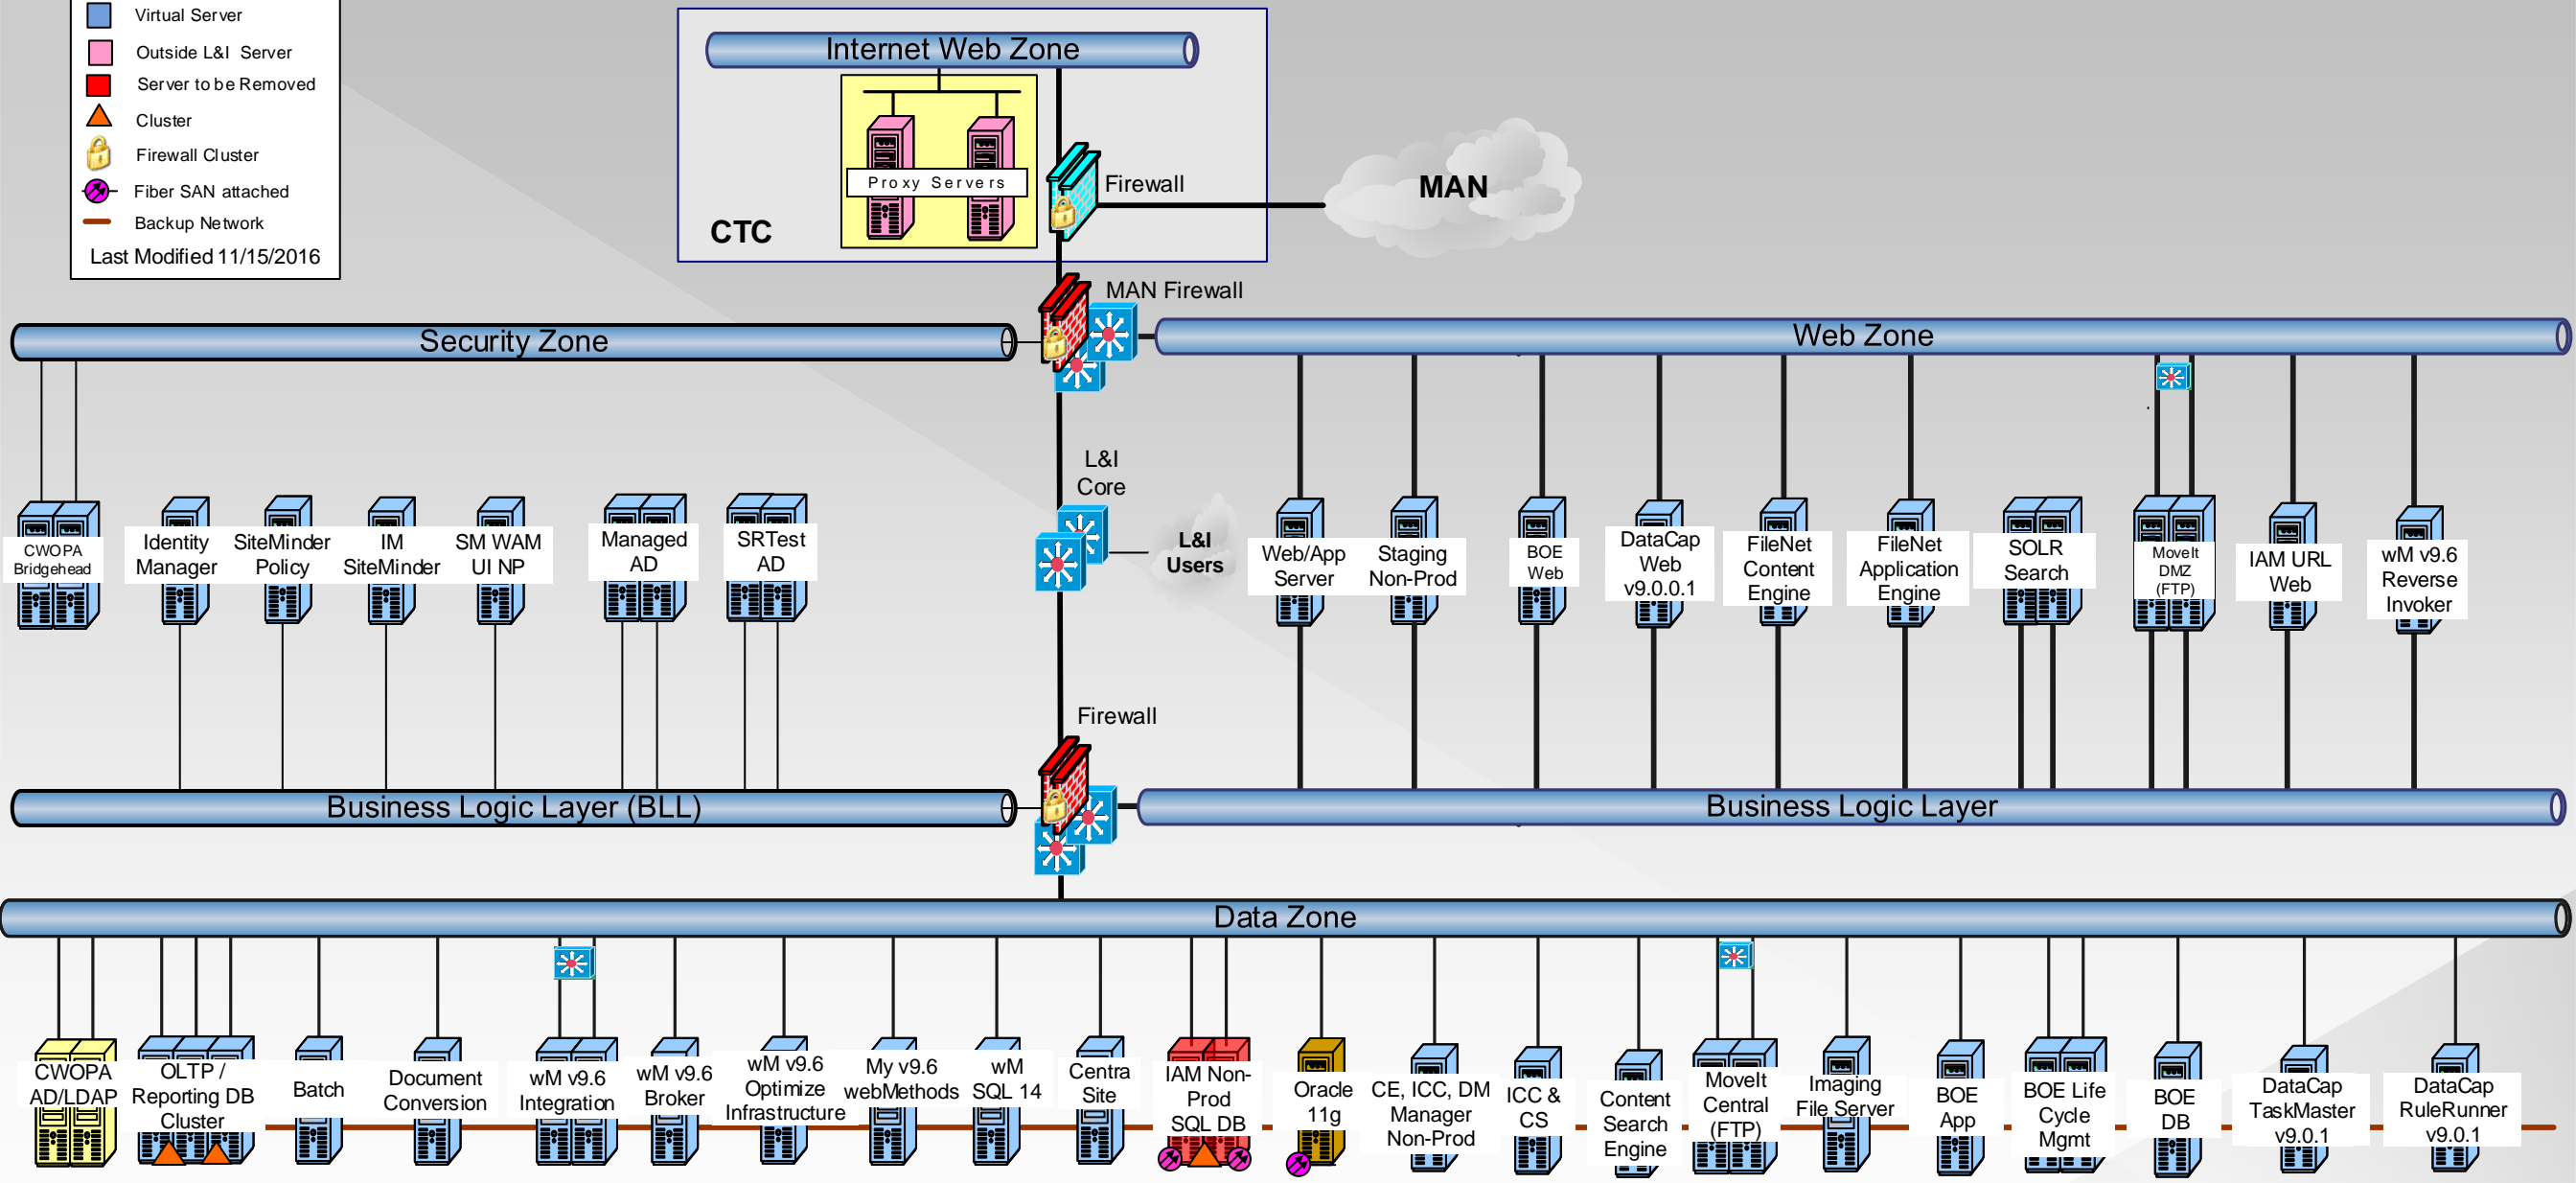 Virtual Server
Outside L&I Server
Server to be Removed
Cluster
Firewall Cluster
Fiber SAN attached
Backup Network
Last Modified 11/15/2016
Internet Web Zone
Proxy Servers
Firewall
CTC
MAN
MAN Firewall
Security Zone
Web Zone
L&I
Core
L&I
Users
CWOPA
Bridgehead
Identity
Manager
SiteMinder
Policy
IM
SiteMinder
SM WAM
UI NP
Managed
AD
SRTest
AD
Web/App
Server
Staging
Non-Prod
BOE
Web
DataCap
Web
v9.0.0.1
FileNet
Content
Engine
FileNet
Application
Engine
SOLR
Search
MoveIt
DMZ
(FTP)
IAM URL
Web
wM v9.6
Reverse
Invoker
Firewall
Business Logic Layer (BLL)
Business Logic Layer
Data Zone
CWOPA
AD/LDAP
OLTP /
Reporting DB
Cluster
Batch
Document
Conversion
wM v9.6
Integration
wM v9.6
Broker
wM v9.6
Optimize
Infrastructure
My v9.6
webMethods
wM
SQL 14
Centra
Site
IAM Non-
Prod
SQL DB
Oracle
11g
CE, ICC, DM
Manager
Non-Prod
ICC &
CS
Content
Search
Engine
MoveIt
Central
(FTP)
Imaging
File Server
BOE
App
BOE Life
Cycle
Mgmt
BOE
DB
DataCap
TaskMaster
v9.0.1
DataCap
RuleRunner
v9.0.1